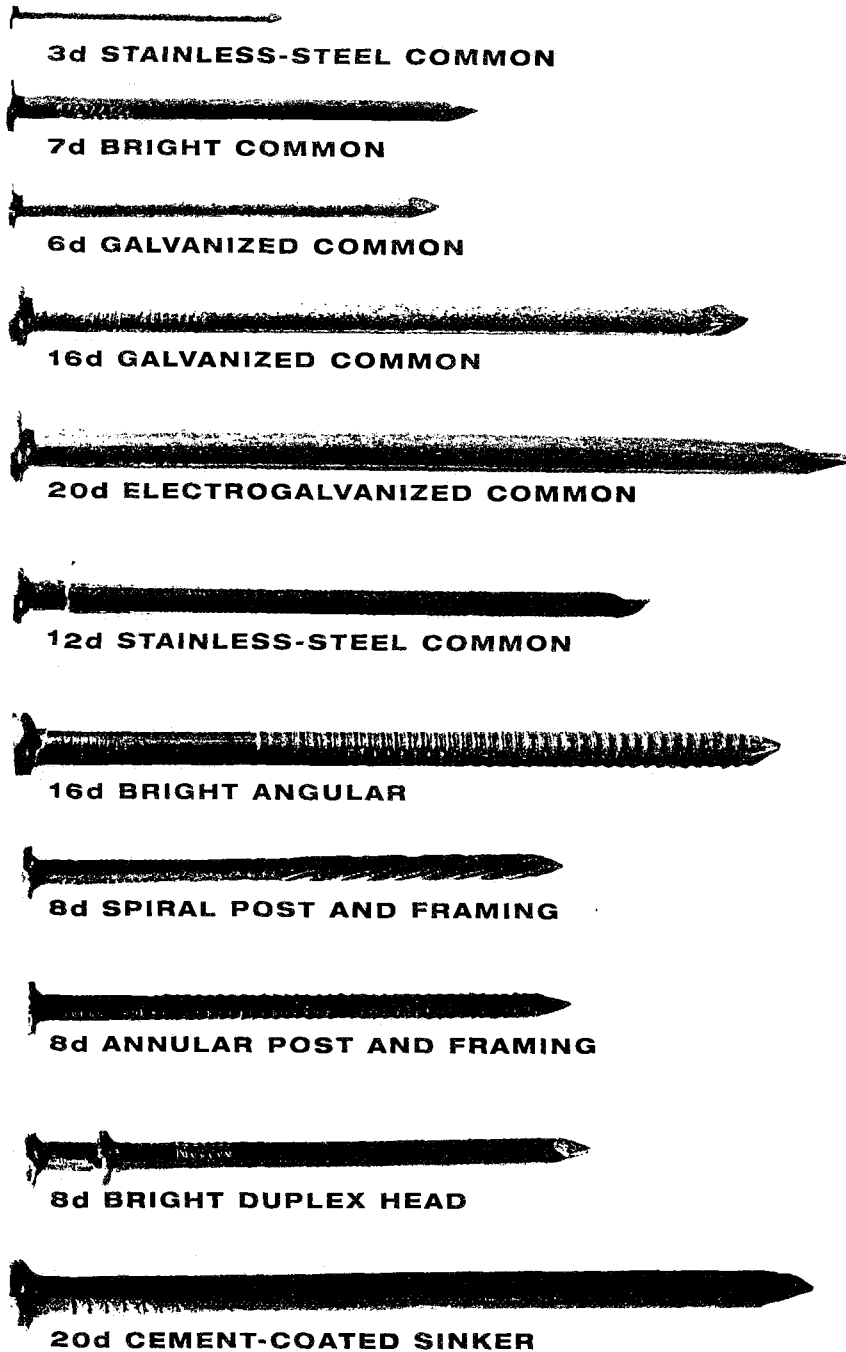 3d STAINLESS-STEEL COMMON
7d BRIGHT COMMON
6d GALVANIZED COMMON
16d GALVANIZED COMMON
20d ELECTROGALVANIZED COMMON
12d STAINLESS-STEEL COMMON
16d BRIGHT ANGULAR
8d SPIRAL POST AND FRAMING
8d ANNULAR POST AND FRAMING
8d BRIGHT DUPLEX HEAD
20d CEMENT-COATED SINKER